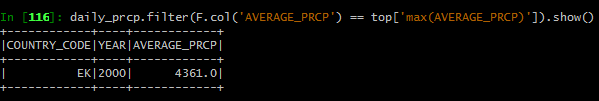 In [116]: daily_prcp.filter(F.col('AVERAGE_PRCP') == top['max(AVERAGE_PRCP)']).show()
+------------+----+------------+
|COUNTRY_CODE|YEAR|AVERAGE_PRCP|
+------------+----+------------+
|          EK|2000|      4361.0|
+------------+----+------------+